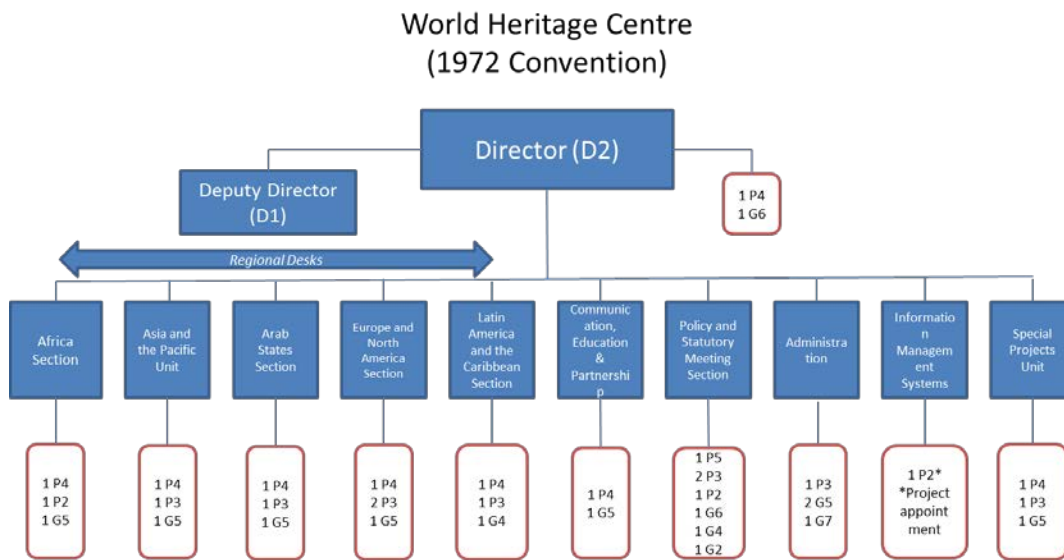 World Heritage Centre
(1972 Convention)
Director (D2)
Deputy Director
(D1)
1 P4
1 G6
Regional Desks
Africa
Section
Asia and
the Pacific
Unit
Arab
States
Section
Europe and
North
America
Section
Latin
America
and the
Caribbean
Section
Communic
ation,
Education
&
Partnershi
p
Policy and
Statutory
Meeting
Section
Administra
tion
Informatio
n
Managem
ent
Systems
Special
Projects
Unit
1 P4
1 P2
1 G5
1 P4
1 P3
1 G5
1 P4
1 P3
1 G5
1 P4
2 P3
1 G5
1 P4
1 P3
1 G4
1 P4
1 G5
1 P5
2 P3
1 P2
1 G6
1 G4
1 G2
1 P3
2 G5
1 G7
1 P2*
*Project
appoint
ment
1 P4
1 P3
1 G5